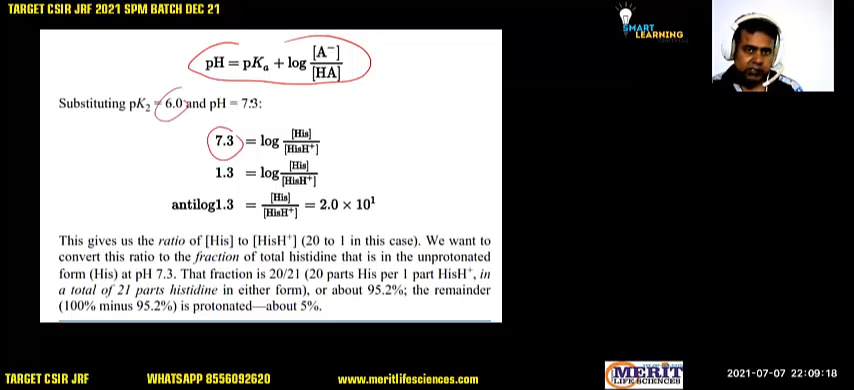 TARGET CSIR JRF 2021 SPM BATCH DEC 21
SMART
LEARNING
pH = pKa + log [A⁻]/[HA]
Substituting pK₂ = 6.0 and pH = 7.3:
7.3 = log [His]/[HisH⁺]
1.3 = log [His]/[HisH⁺]
antilog1.3 = [His]/[HisH⁺] = 2.0 × 10¹
This gives us the ratio of [His] to [HisH⁺] (20 to 1 in this case). We want to
convert this ratio to the fraction of total histidine that is in the unprotonated
form (His) at pH 7.3. That fraction is 20/21 (20 parts His per 1 part HisH⁺, in
a total of 21 parts histidine in either form), or about 95.2%; the remainder
(100% minus 95.2%) is protonated—about 5%.
TARGET CSIR JRF WHATSAPP 8556092620 www.meritlifesciences.com
MERIT
LIFE SCIENCES
2021-07-07 22:09:18